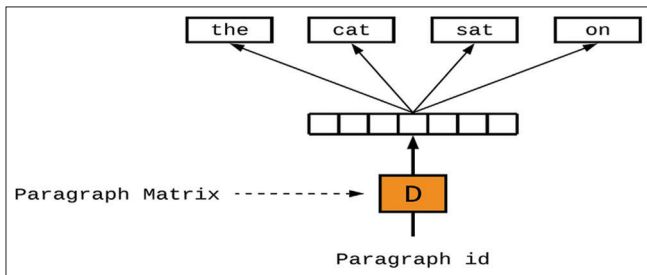 the cat sat on
Paragraph Matrix
D
Paragraph id